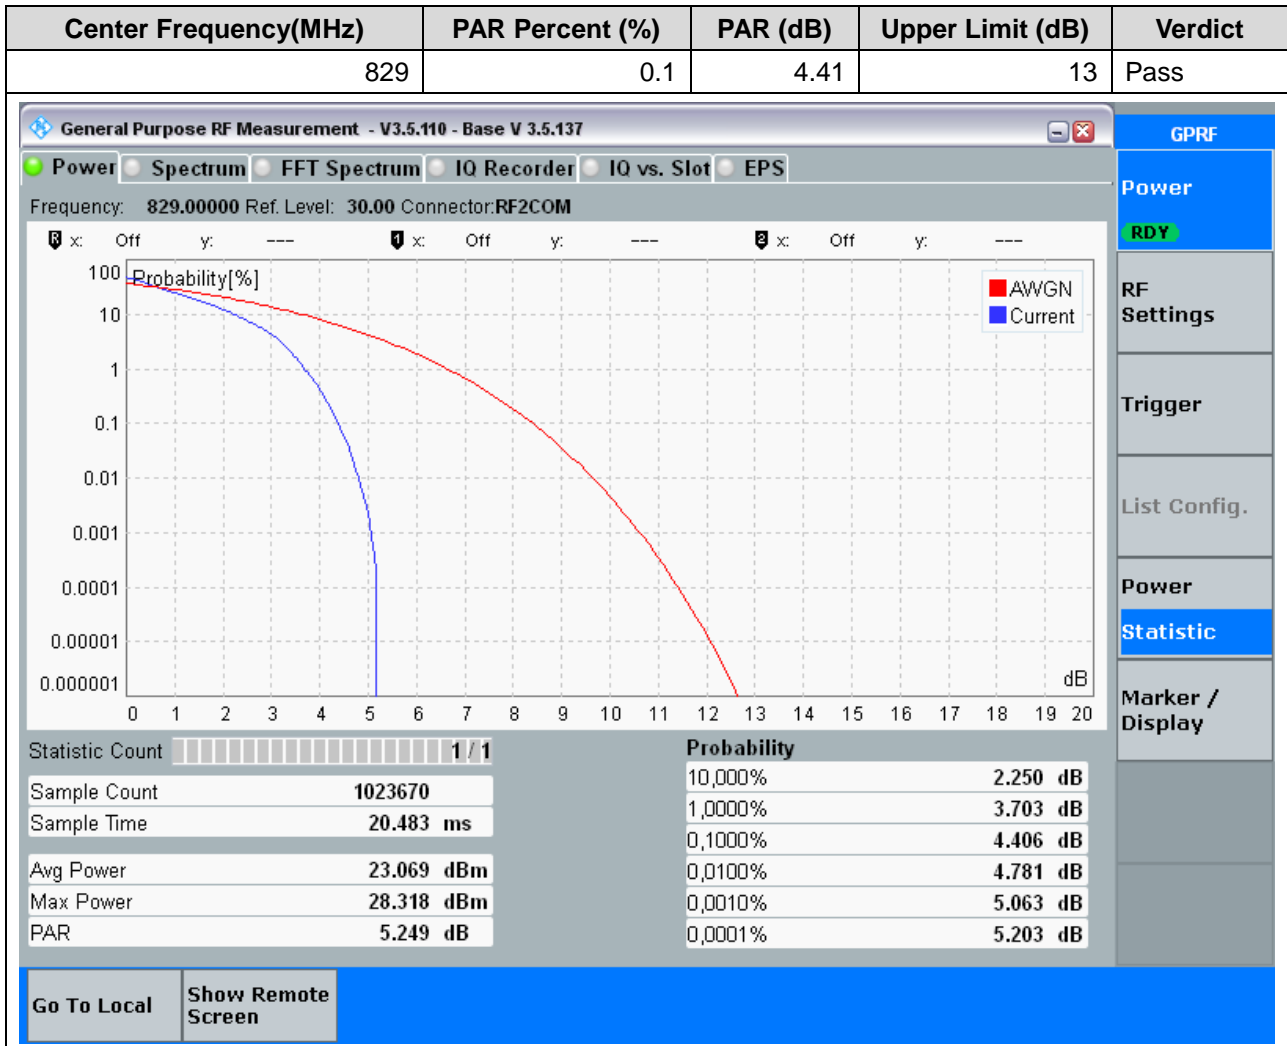 Center Frequency(MHz) PAR Percent (%) PAR (dB) Upper Limit (dB) Verdict
829 0.1 4.41 13 Pass
General Purpose RF Measurement - V3.5.110 - Base V 3.5.137
GPRF
Power Spectrum FFT Spectrum IQ Recorder IQ vs. Slot EPS
Power
RDY
Frequency: 829.00000 Ref. Level: 30.00 Connector:RF2COM
R x: Off y: --- 1 x: Off y: --- 2 x: Off y: ---
Probability[%]
AWGN
Current
100
10
1
0.1
0.01
0.001
0.0001
0.00001
0.000001
dB
0 1 2 3 4 5 6 7 8 9 10 11 12 13 14 15 16 17 18 19 20
RF
Settings
Trigger
List Config.
Power
Statistic
Marker /
Display
Statistic Count 1 / 1
Sample Count 1023670
Sample Time 20.483 ms
Avg Power 23.069 dBm
Max Power 28.318 dBm
PAR 5.249 dB
Probability
10,000% 2.250 dB
1,0000% 3.703 dB
0,1000% 4.406 dB
0,0100% 4.781 dB
0,0010% 5.063 dB
0,0001% 5.203 dB
Go To Local
Show Remote
Screen